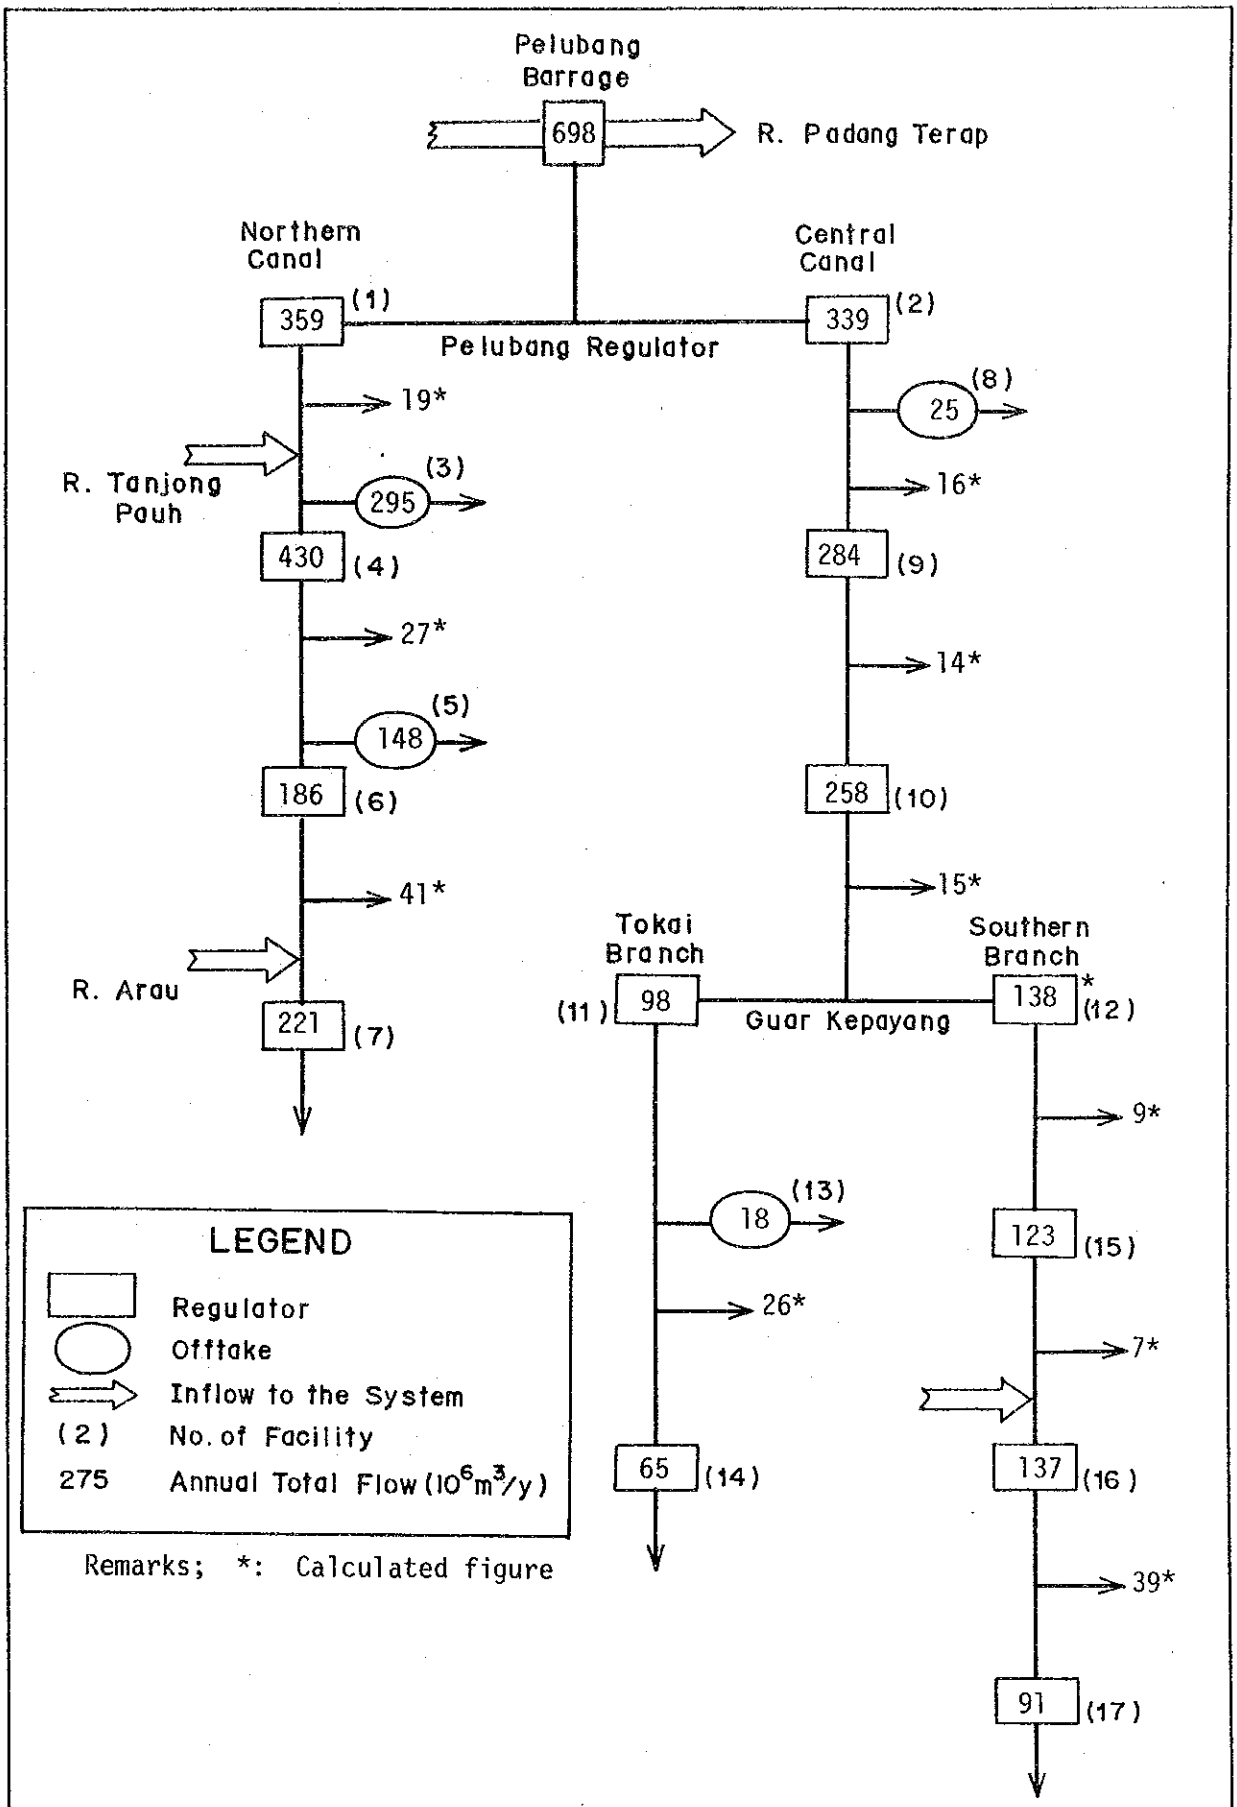 Pelubang
Barrage
698
R. Padang Terap
Northern
Canal
Central
Canal
359
(1)
339
(2)
Pelubang Regulator
19*
25
(8)
R. Tanjong
Pauh
295
(3)
16*
430
(4)
284
(9)
27*
14*
148
(5)
186
(6)
258
(10)
41*
15*
R. Arau
221
(7)
Tokai
Branch
Southern
Branch
98
(11)
Guar Kepayang
138
*
(12)
9*
18
(13)
123
(15)
26*
7*
65
(14)
137
(16)
39*
91
(17)
LEGEND
Regulator
Offtake
Inflow to the System
(2) No. of Facility
275 Annual Total Flow (10⁶m³/y)
Remarks; *: Calculated figure